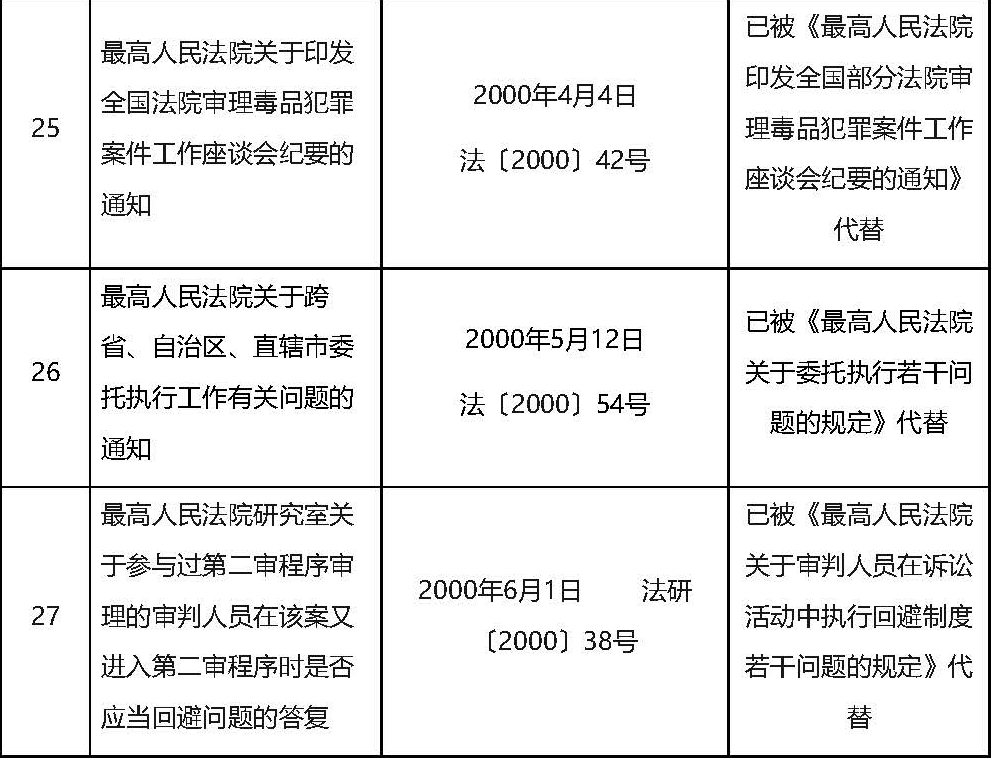 25
最高人民法院关于印发
全国法院审理毒品犯罪
案件工作座谈会纪要的
通知
2000年4月4日
法〔2000〕42号
已被《最高人民法院
印发全国部分法院审
理毒品犯罪案件工作
座谈会纪要的通知》
代替
26
最高人民法院关于跨
省、自治区、直辖市委
托执行工作有关问题的
通知
2000年5月12日
法〔2000〕54号
已被《最高人民法院
关于委托执行若干问
题的规定》代替
27
最高人民法院研究室关
于参与过第二审程序审
理的审判人员在该案又
进入第二审程序时是否
应当回避问题的答复
2000年6月1日 法研
〔2000〕38号
已被《最高人民法院
关于审判人员在诉讼
活动中执行回避制度
若干问题的规定》代
替